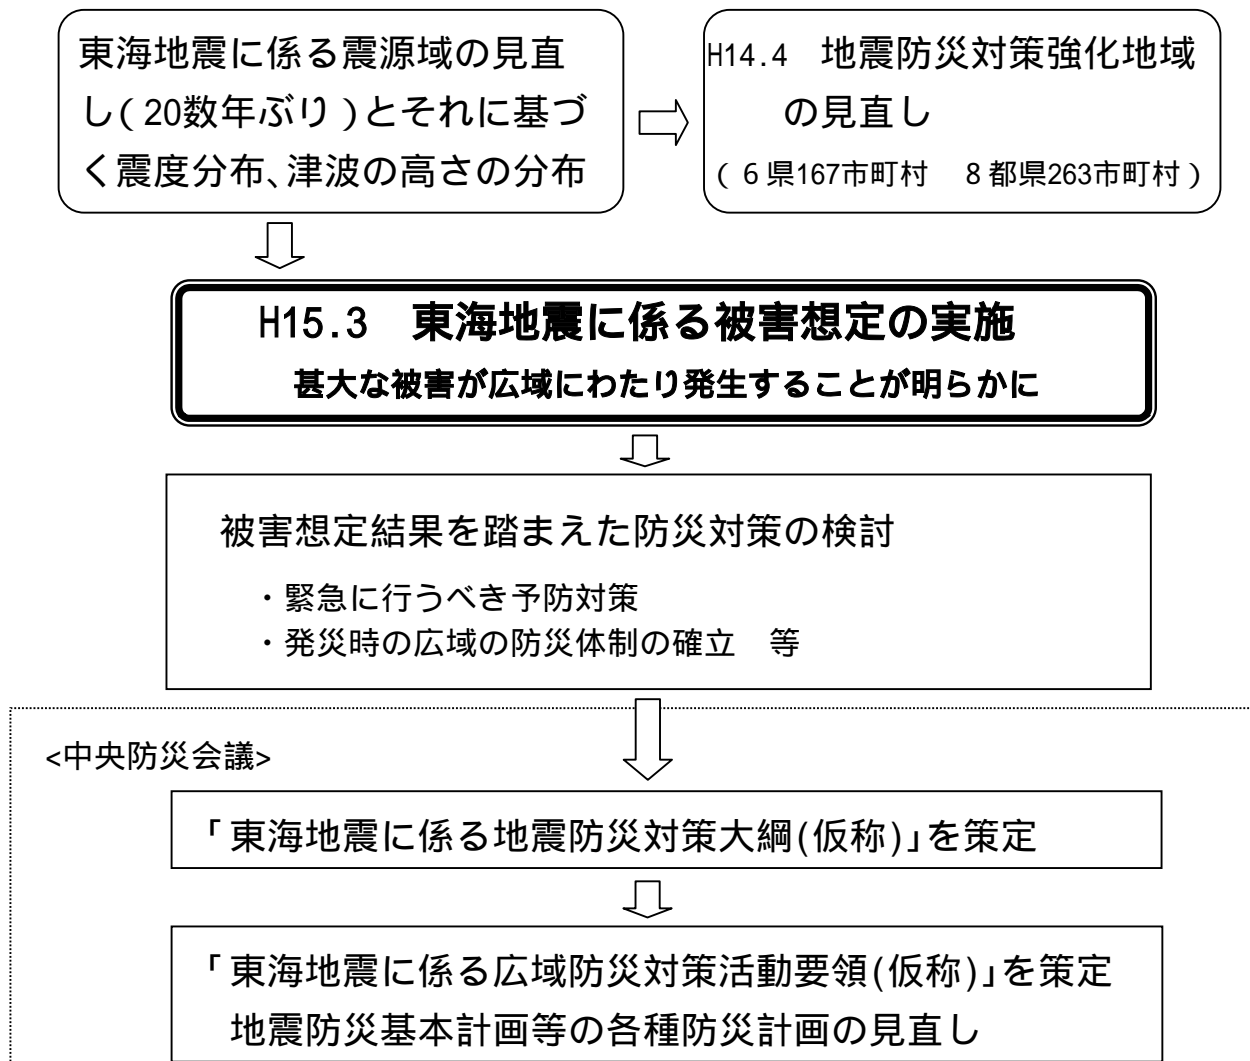 東海地震に係る震源域の見直
し(20数年ぶり)とそれに基づ
く震度分布、津波の高さの分布
H14.4　地震防災対策強化地域
の見直し
(６県167市町村　８都県263市町村)
H15.3　東海地震に係る被害想定の実施
甚大な被害が広域にわたり発生することが明らかに
被害想定結果を踏まえた防災対策の検討
・緊急に行うべき予防対策
・発災時の広域の防災体制の確立　等
<中央防災会議>
「東海地震に係る地震防災対策大綱(仮称)」を策定
「東海地震に係る広域防災対策活動要領(仮称)」を策定
地震防災基本計画等の各種防災計画の見直し